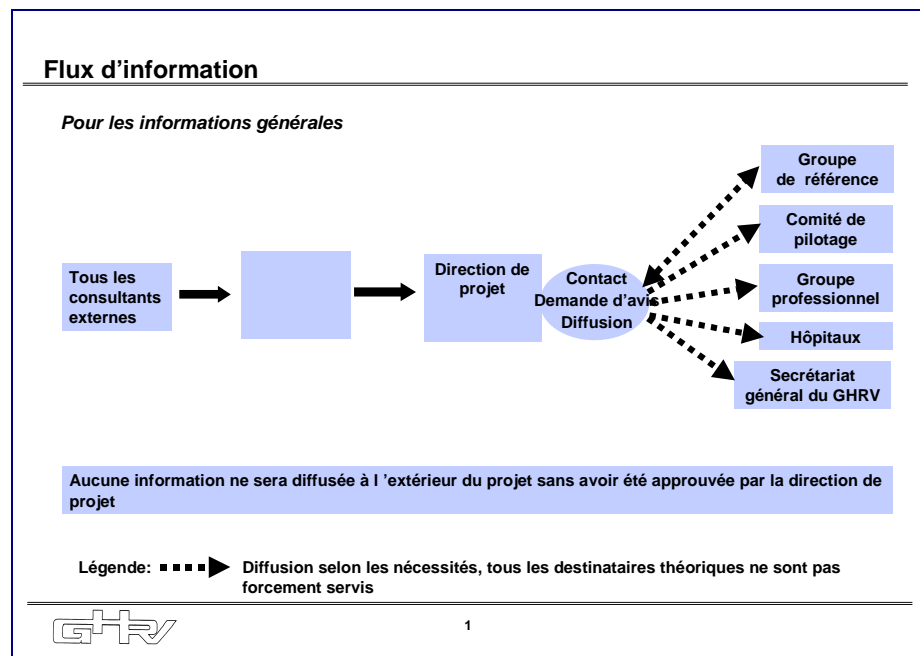 Flux d'information
Pour les informations générales
Tous les
consultants
externes
Direction de
projet
Contact
Demande d'avis
Diffusion
Groupe
de référence
Comité de
pilotage
Groupe
professionnel
Hôpitaux
Secrétariat
général du GHRV
Aucune information ne sera diffusée à l 'extérieur du projet sans avoir été approuvée par la direction de
projet
Légende:
Diffusion selon les nécessités, tous les destinataires théoriques ne sont pas
forcement servis
GHRV
1